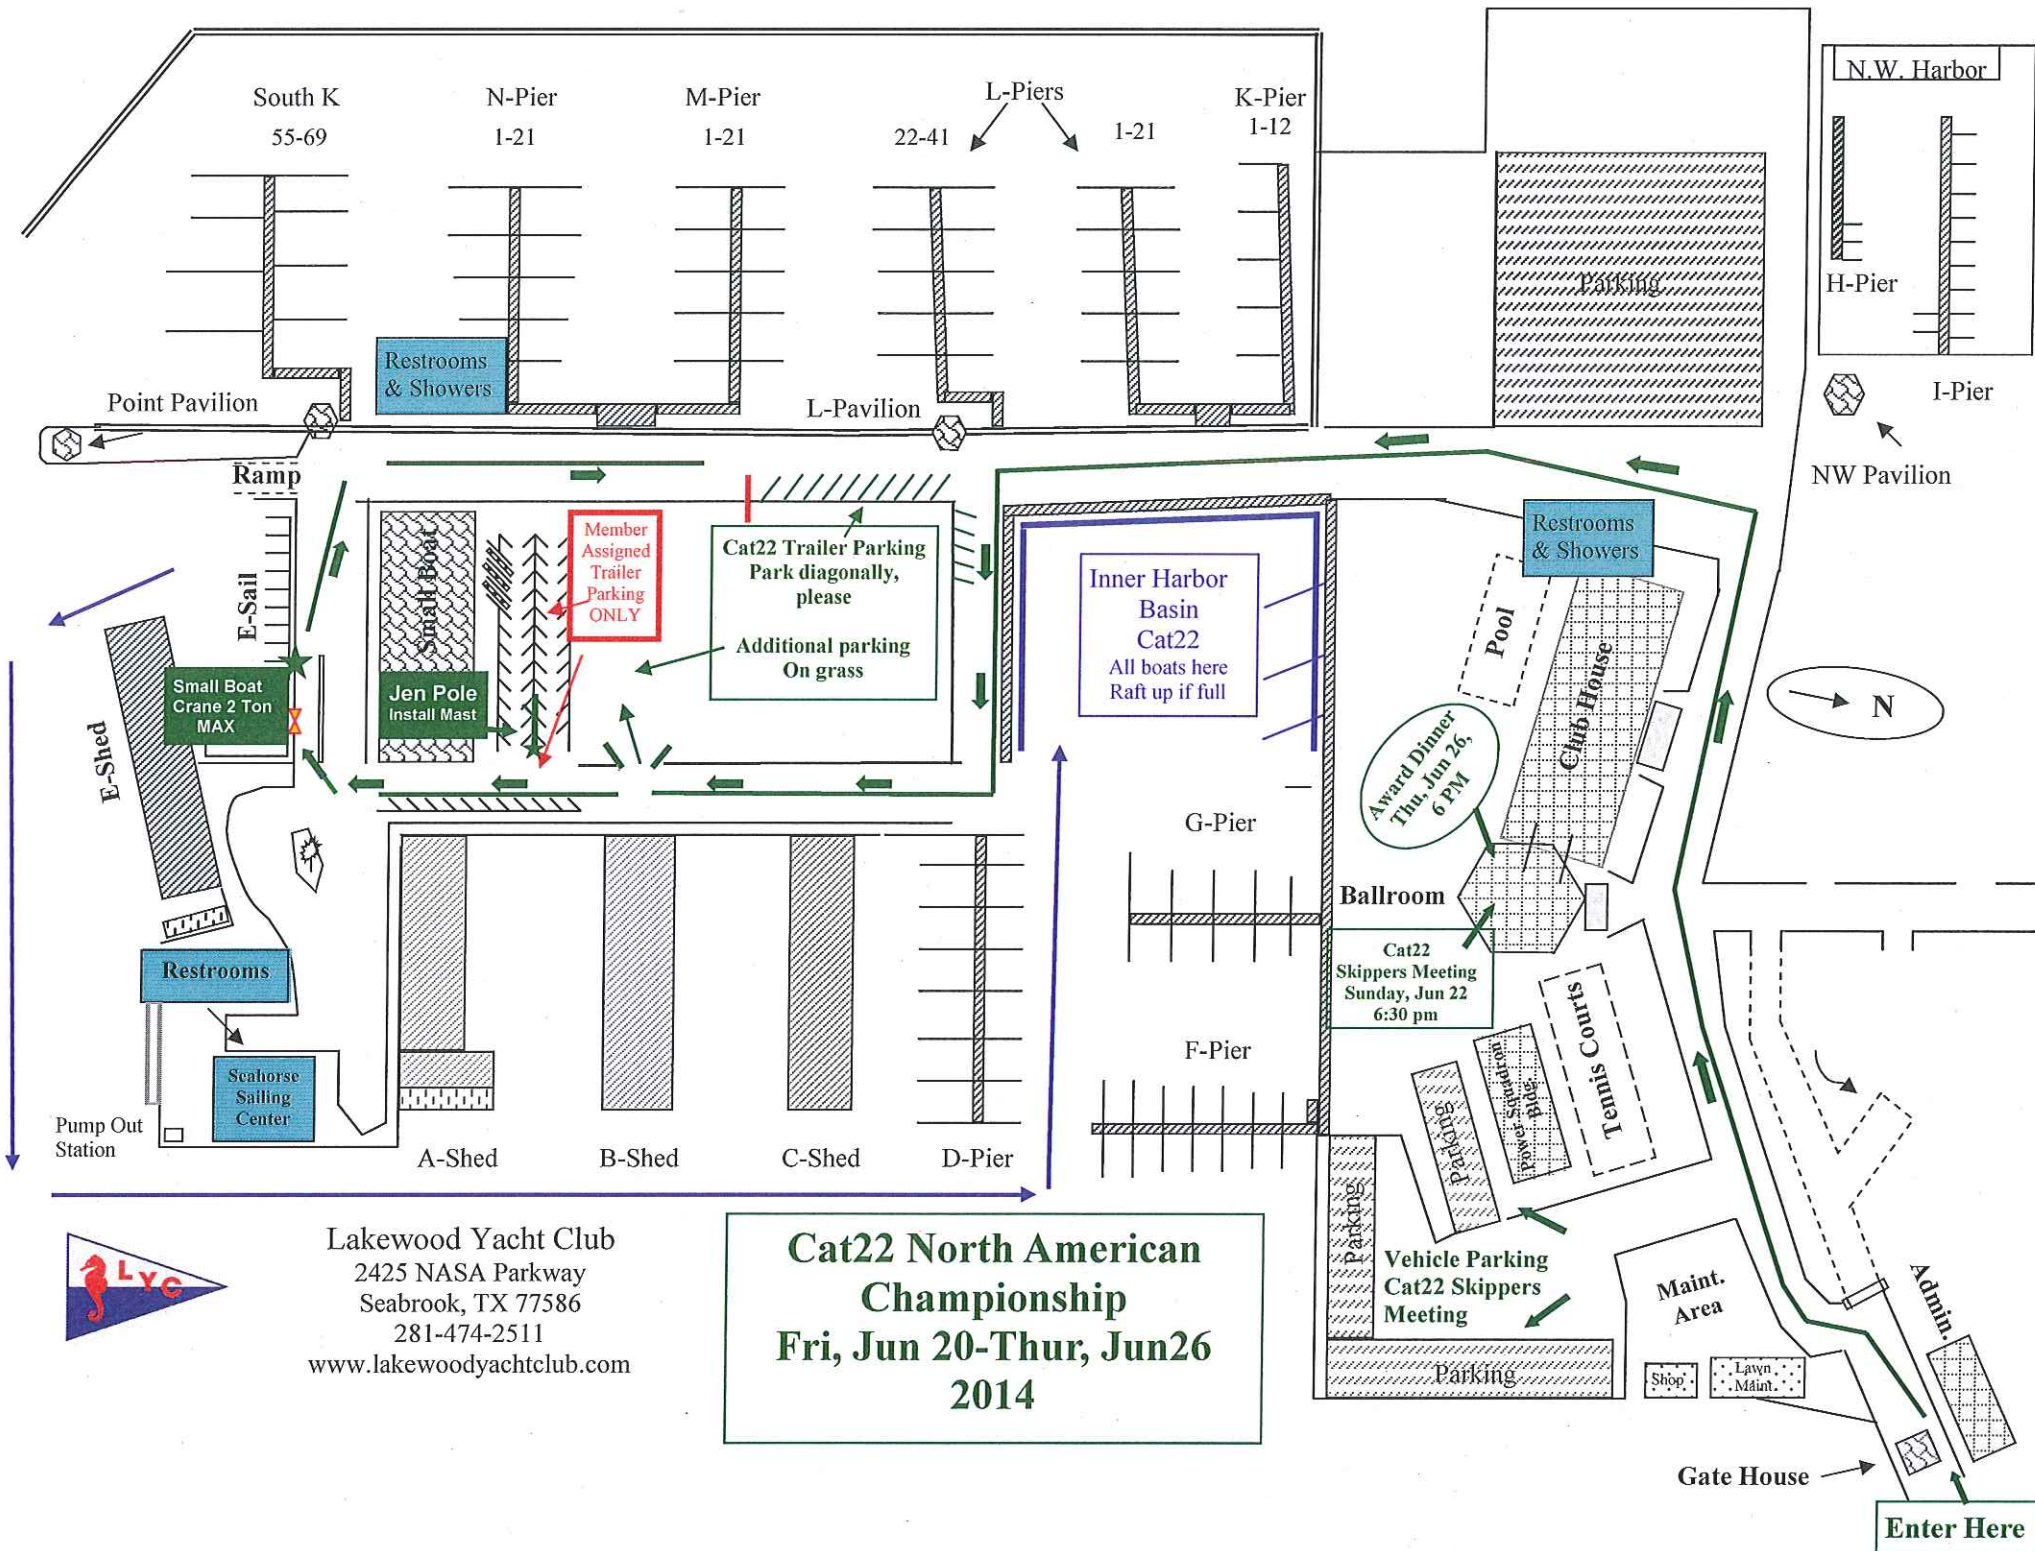 N.W. Harbor
South K
55-69
N-Pier
1-21
M-Pier
1-21
L-Piers
22-41
1-21
K-Pier
1-12
Parking
H-Pier
I-Pier
NW Pavilion
Restrooms
& Showers
Point Pavilion
L-Pavilion
Ramp
E-Sail
Small Boat
Member
Assigned
Trailer
Parking
ONLY
Cat22 Trailer Parking
Park diagonally,
please
Additional parking
On grass
Inner Harbor
Basin
Cat22
All boats here
Raft up if full
Restrooms
& Showers
Pool
Club House
N
Small Boat
Crane 2 Ton
MAX
Jen Pole
Install Mast
E-Shed
Award Dinner
Thu, Jun 26,
6 PM
G-Pier
Ballroom
Cat22
Skippers Meeting
Sunday, Jun 22
6:30 pm
Restrooms
Seahorse
Sailing
Center
Pump Out
Station
A-Shed
B-Shed
C-Shed
D-Pier
F-Pier
Tennis Courts
Power Squadron
Bldg.
Parking
Parking
Vehicle Parking
Cat22 Skippers
Meeting
Parking
Maint.
Area
Shop
Lawn
Maint.
Admin.
Gate House
Enter Here
LYC
Lakewood Yacht Club
2425 NASA Parkway
Seabrook, TX 77586
281-474-2511
www.lakewoodyachtclub.com
Cat22 North American
Championship
Fri, Jun 20-Thur, Jun26
2014